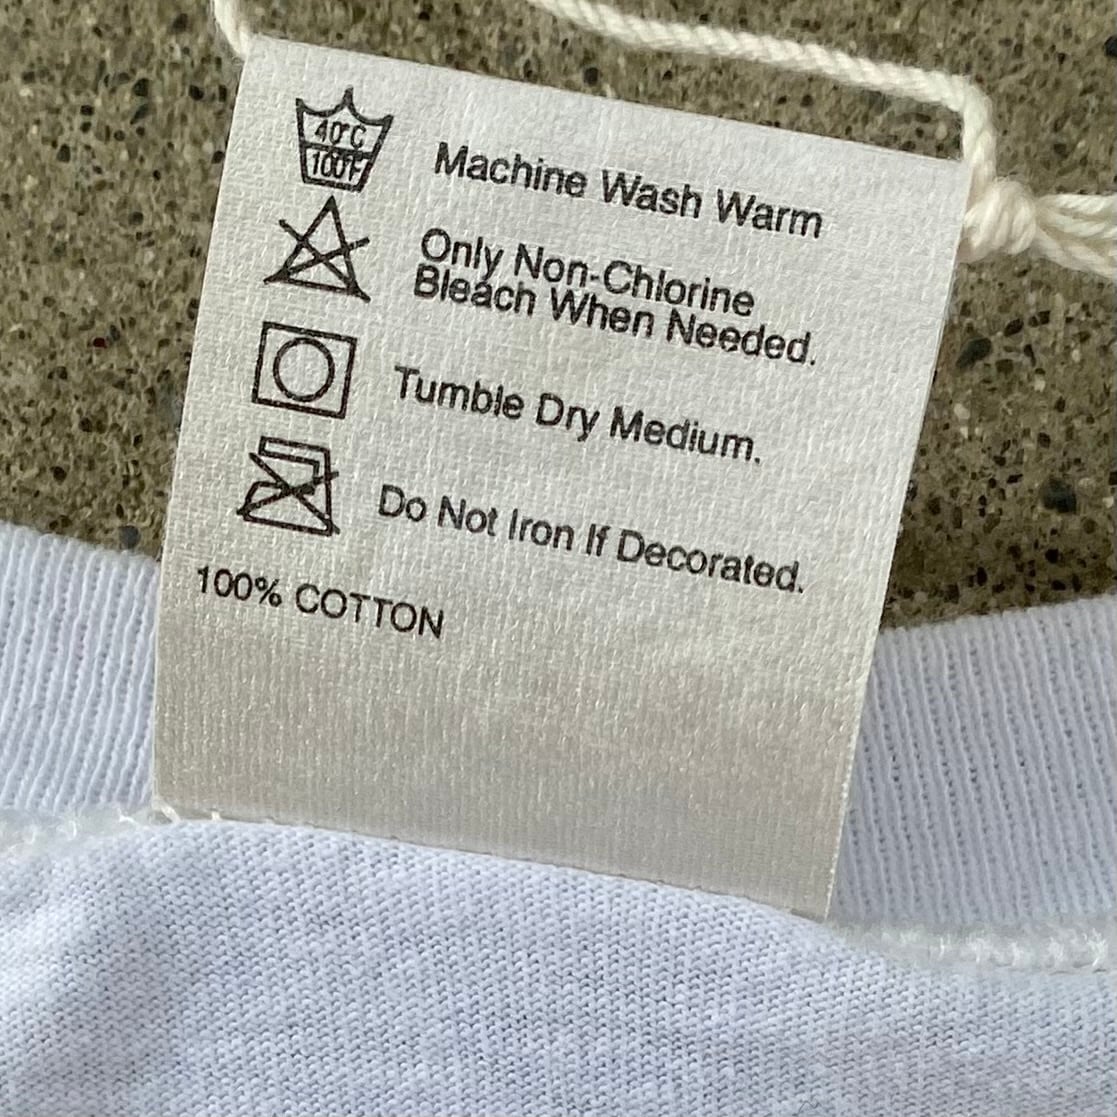 40°C
100°F
Machine Wash Warm
Only Non-Chlorine
Bleach When Needed.
Tumble Dry Medium.
Do Not Iron If Decorated.
100% COTTON